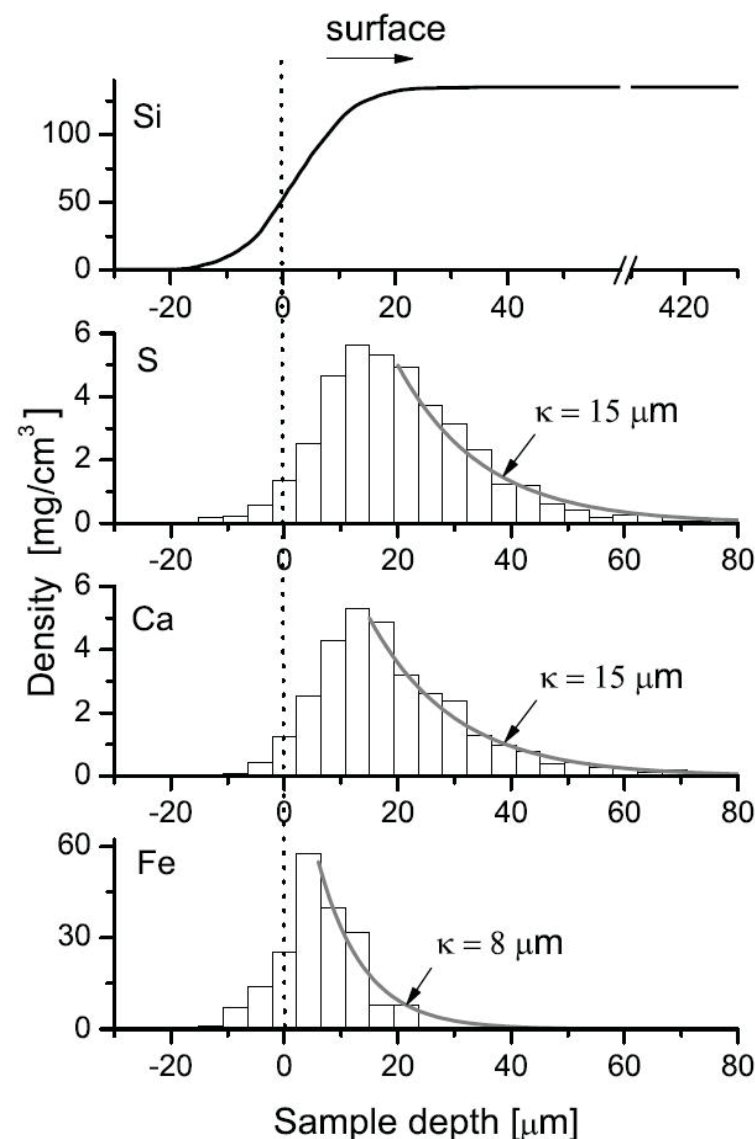 surface
Si
100
50
0
-20 0 20 40 420
S
6
4
2
0
κ = 15 μm
-20 0 20 40 60 80
Density [mg/cm³]
Ca
6
4
2
0
κ = 15 μm
-20 0 20 40 60 80
Fe
60
30
0
κ = 8 μm
-20 0 20 40 60 80
Sample depth [μm]